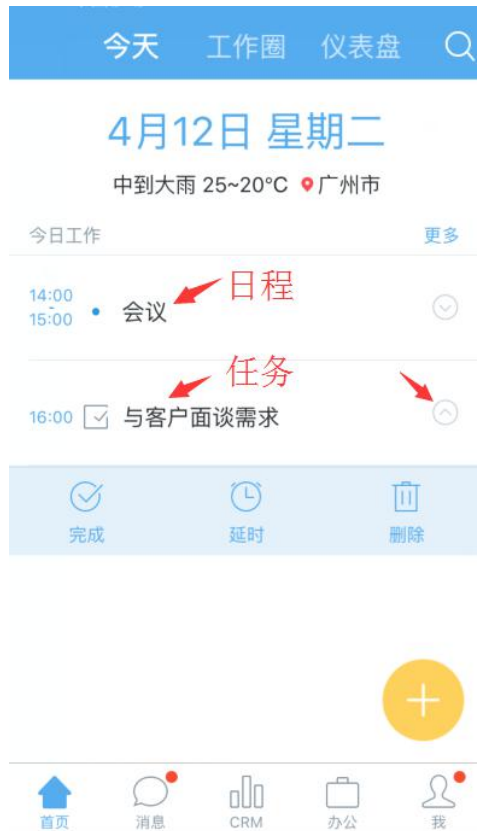 今天 工作圈 仪表盘
4月12日 星期二
中到大雨 25~20℃ 广州市
今日工作 更多
日程
14:00
-
15:00 会议
任务
16:00 与客户面谈需求
完成 延时 删除
首页 消息 CRM 办公 我